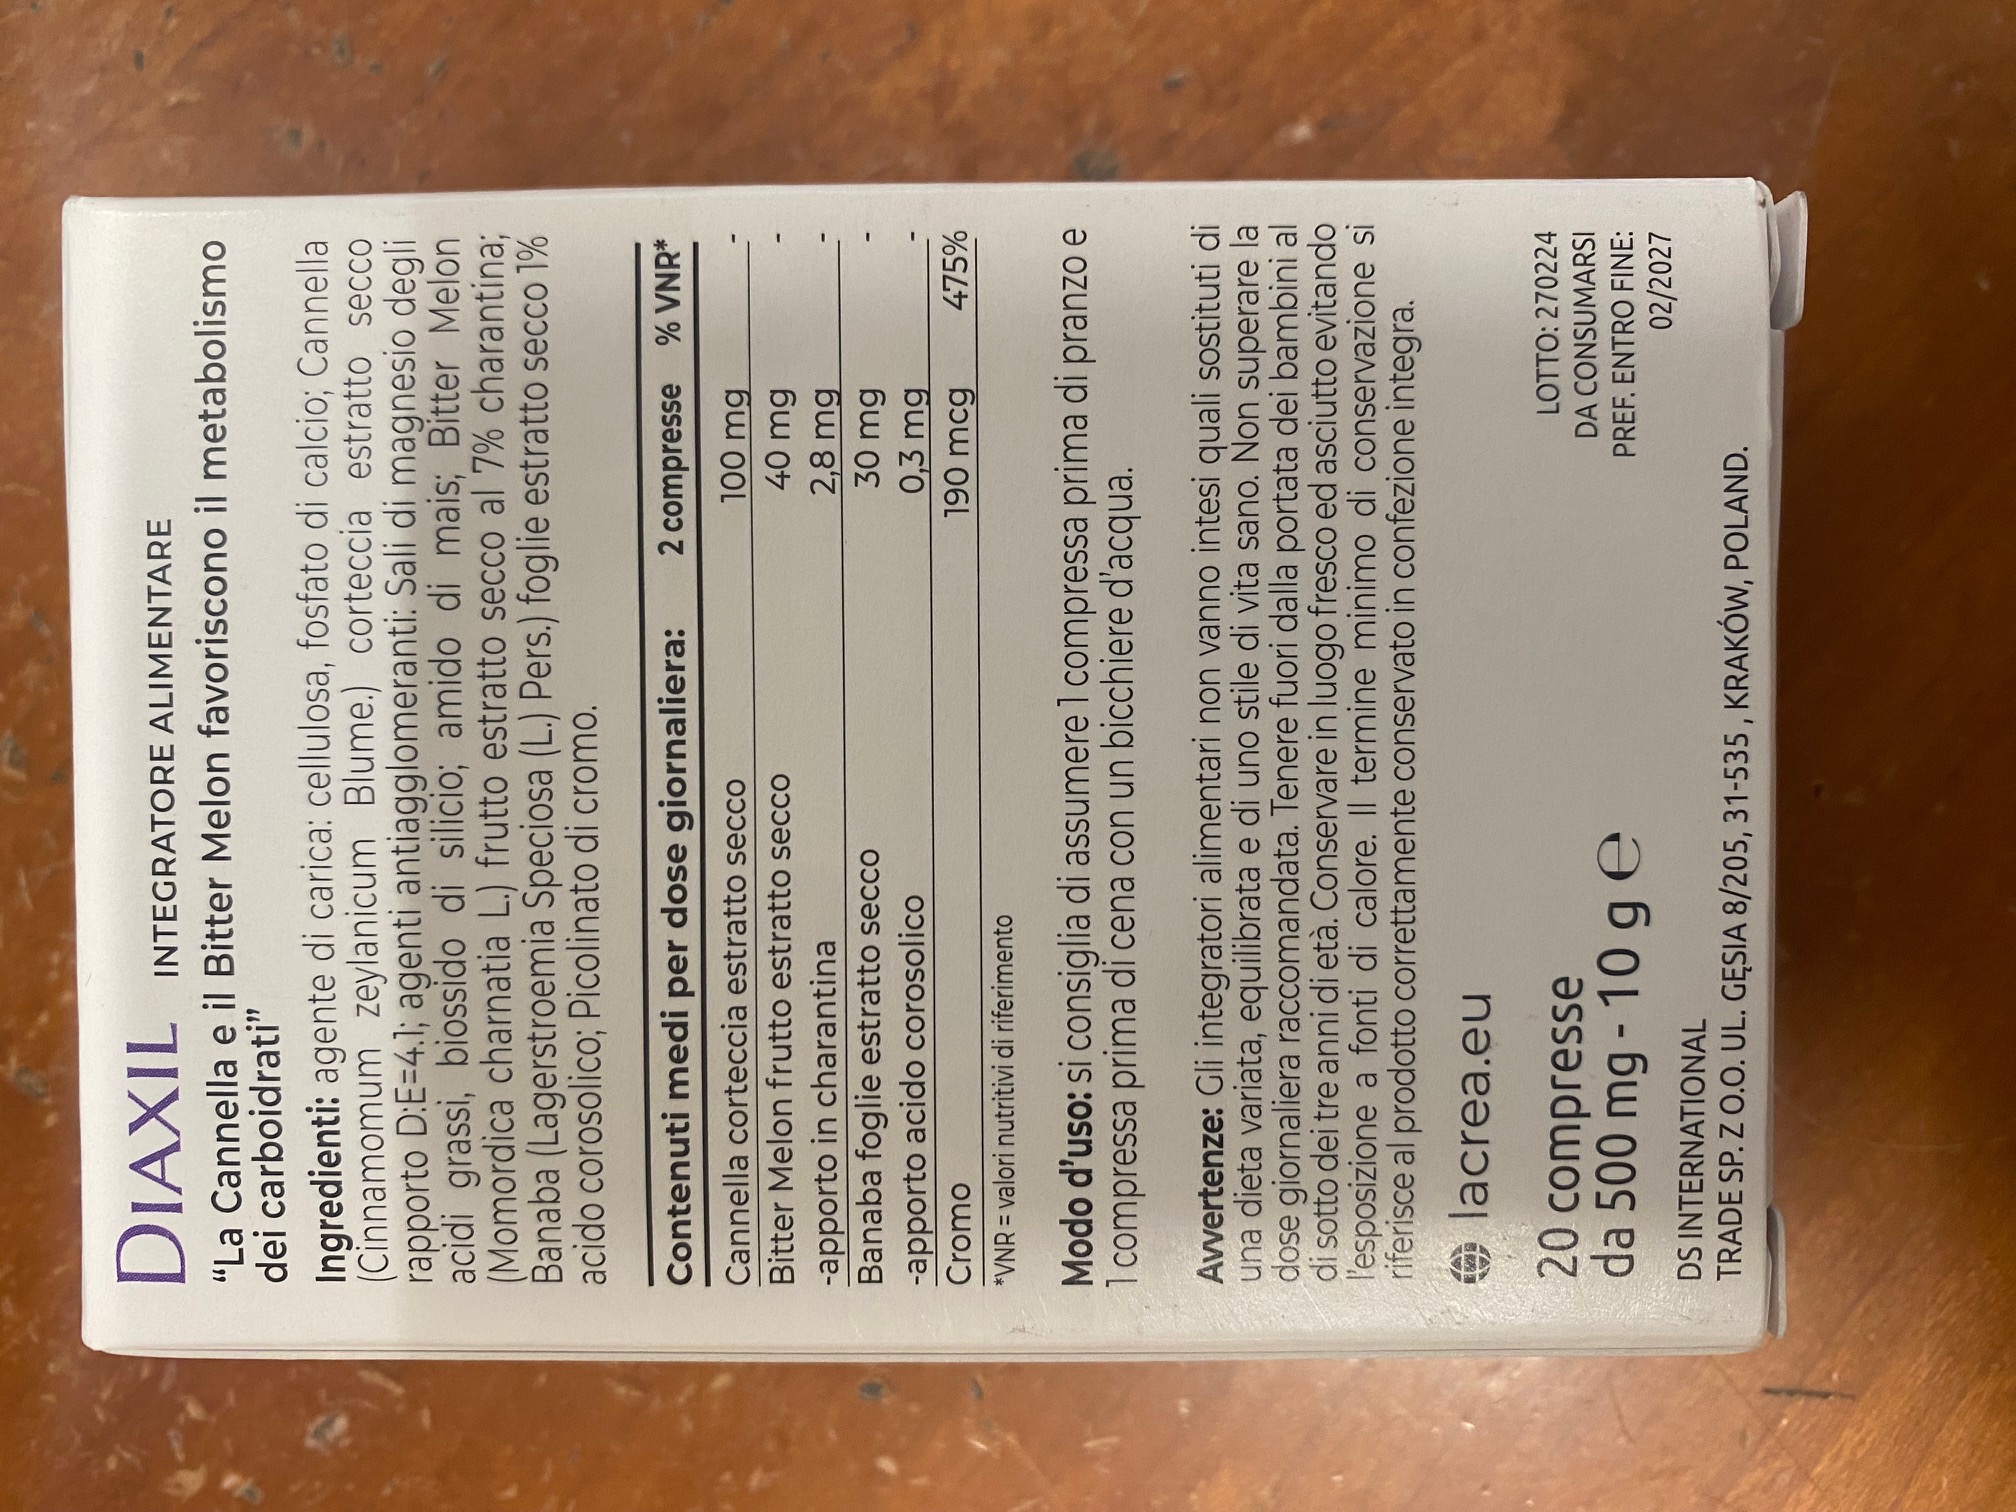 DIAXIL INTEGRATORE ALIMENTARE
“La Cannella e il Bitter Melon favoriscono il metabolismo
dei carboidrati”
Ingredienti: agente di carica: cellulosa, fosfato di calcio; Cannella
(Cinnamomum zeylanicum Blume.) corteccia estratto secco
rapporto D:E=4.1; agenti antiagglomeranti: Sali di magnesio degli
acidi grassi, biossido di silicio; amido di mais; Bitter Melon
(Momordica charnatia L.) frutto estratto secco al 7% charantina;
Banaba (Lagerstroemia Speciosa (L.) Pers.) foglie estratto secco 1%
acido corosolico; Picolinato di cromo.
Contenuti medi per dose giornaliera: 2 compresse % VNR*
Cannella corteccia estratto secco 100 mg -
Bitter Melon frutto estratto secco 40 mg -
-apporto in charantina 2,8 mg -
Banaba foglie estratto secco 30 mg -
-apporto acido corosolico 0,3 mg -
Cromo 190 mcg 475%
*VNR = valori nutritivi di riferimento
Modo d'uso: si consiglia di assumere 1 compressa prima di pranzo e
1 compressa prima di cena con un bicchiere d'acqua.
Avvertenze: Gli integratori alimentari non vanno intesi quali sostituti di
una dieta variata, equilibrata e di uno stile di vita sano. Non superare la
dose giornaliera raccomandata. Tenere fuori dalla portata dei bambini al
di sotto dei tre anni di età. Conservare in luogo fresco ed asciutto evitando
l'esposizione a fonti di calore. Il termine minimo di conservazione si
riferisce al prodotto correttamente conservato in confezione integra.
lacrea.eu
20 compresse
da 500 mg - 10 g e
LOTTO: 270224
DA CONSUMARSI
PREF. ENTRO FINE:
02/2027
DS INTERNATIONAL
TRADE SP. Z O.O. UL. GĘSIA 8/205, 31-535 , KRAKÓW, POLAND.